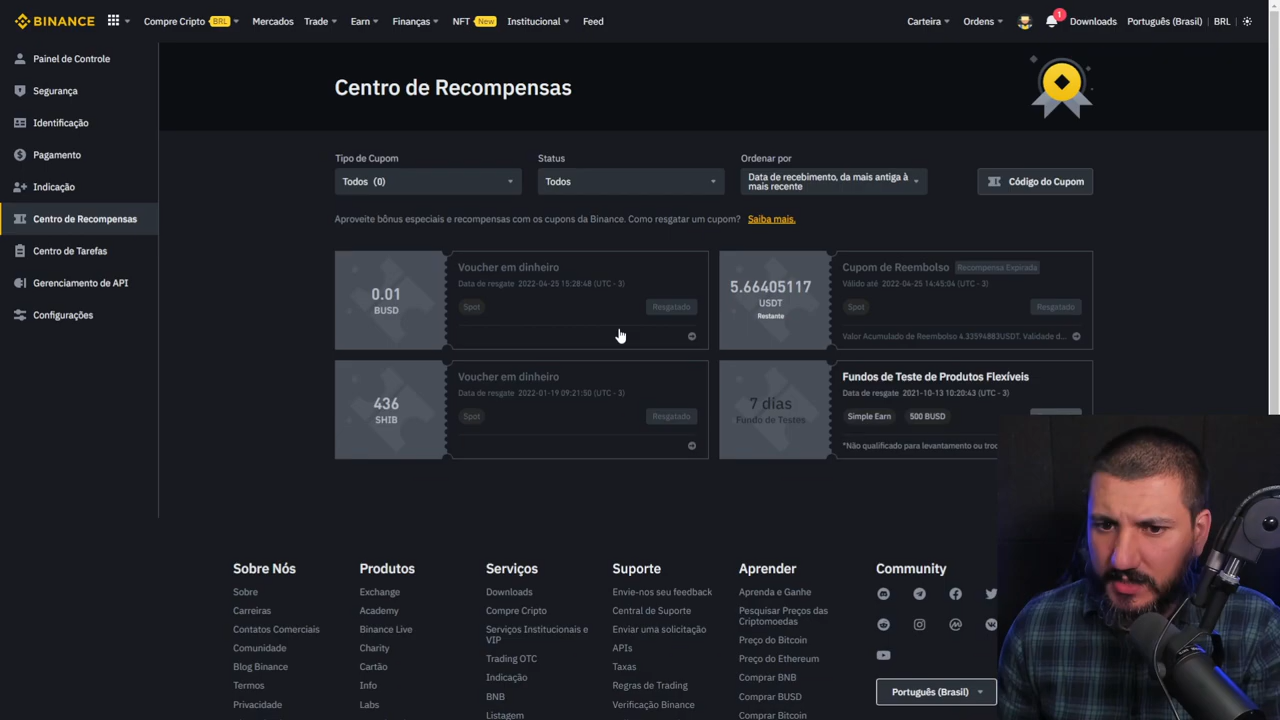 BINANCE
Compre Cripto BRL
Mercados
Trade
Earn
Finanças
NFT New
Institucional
Feed
Carteira
Ordens
1
Downloads
Português (Brasil)
BRL
Painel de Controle
Segurança
Identificação
Pagamento
Indicação
Centro de Recompensas
Centro de Tarefas
Gerenciamento de API
Configurações
Centro de Recompensas
Tipo de Cupom
Todos (0)
Status
Todos
Ordenar por
Data de recebimento, da mais antiga à
mais recente
Código do Cupom
Aproveite bônus especiais e recompensas com os cupons da Binance. Como resgatar um cupom? Saiba mais.
0.01
BUSD
Voucher em dinheiro
Data de resgate 2022-04-25 15:28:48 (UTC - 3)
Spot
Resgatado
5.66405117
USDT
Restante
Cupom de Reembolso Recompensa Expirada
Válido até 2022-04-25 14:45:04 (UTC - 3)
Spot
Resgatado
Valor Acumulado de Reembolso 4.33594883USDT. Validade d...
436
SHIB
Voucher em dinheiro
Data de resgate 2022-01-19 09:21:50 (UTC - 3)
Spot
Resgatado
7 dias
Fundo de Testes
Fundos de Teste de Produtos Flexíveis
Data de resgate 2021-10-13 10:20:43 (UTC - 3)
Simple Earn
500 BUSD
*Não qualificado para levantamento ou
Sobre Nós
Sobre
Carreiras
Contatos Comerciais
Comunidade
Blog Binance
Termos
Privacidade
Produtos
Exchange
Academy
Binance Live
Charity
Cartão
Info
Labs
Serviços
Downloads
Compre Cripto
Serviços Institucionais e
VIP
Trading OTC
Indicação
BNB
Listagem
Suporte
Envie-nos seu feedback
Central de Suporte
Enviar uma solicitação
APIs
Taxas
Regras de Trading
Verificação Binance
Aprender
Aprenda e Ganhe
Pesquisar Preços das
Criptomoedas
Preço do Bitcoin
Preço do Ethereum
Comprar BNB
Comprar BUSD
Comprar Bitcoin
Community
Português (Brasil)